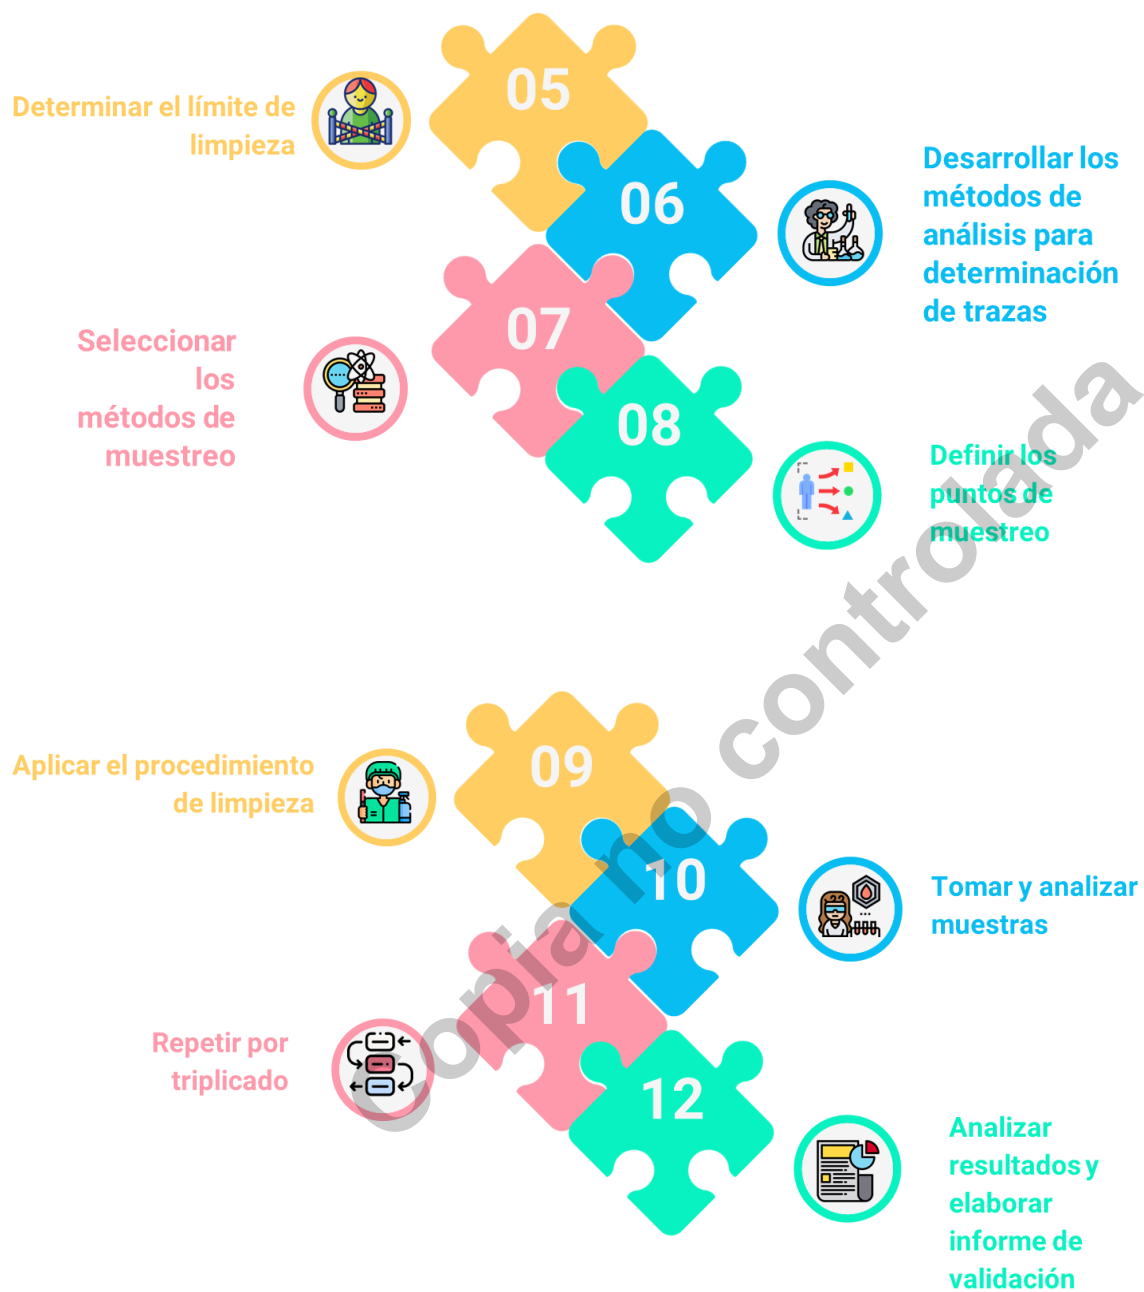 05
Determinar el límite de
limpieza
06
Desarrollar los
métodos de
análisis para
determinación
de trazas
07
Seleccionar
los
métodos de
muestreo
08
Definir los
puntos de
muestreo
09
Aplicar el procedimiento
de limpieza
10
Tomar y analizar
muestras
11
Repetir por
triplicado
12
Analizar
resultados y
elaborar
informe de
validación
Copia no controlada